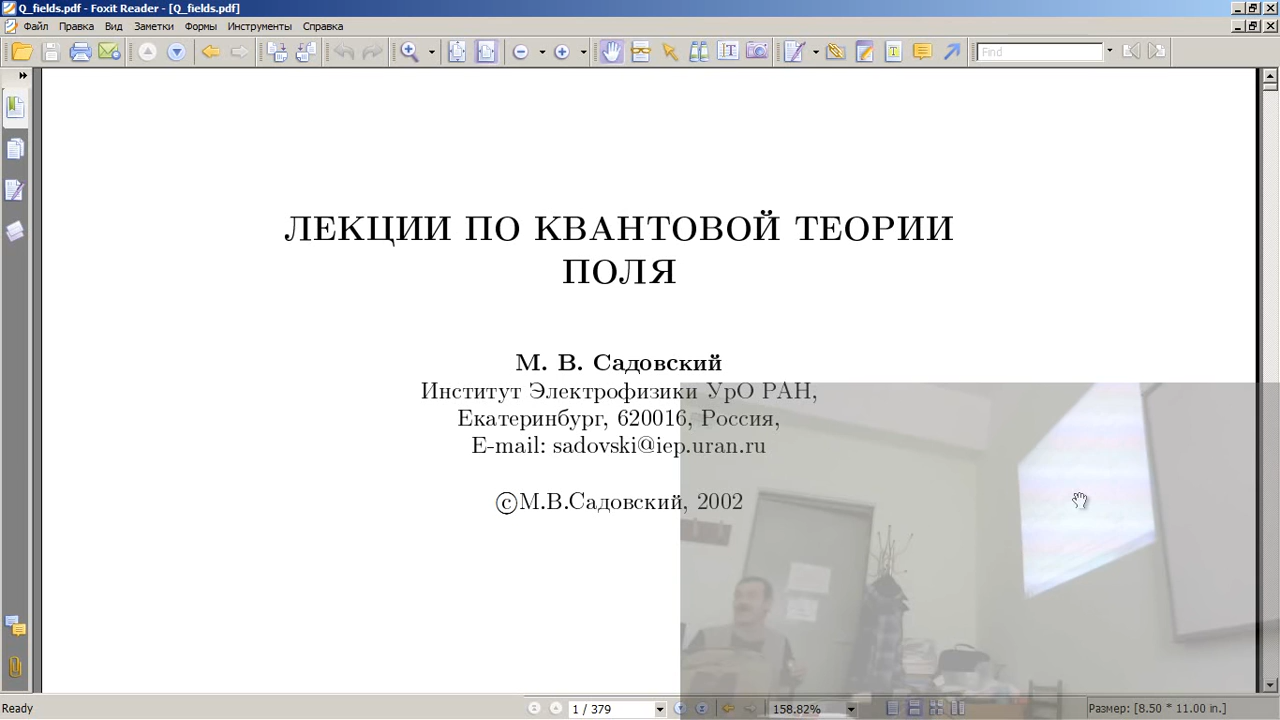 Q_fields.pdf - Foxit Reader - [Q_fields.pdf]
Файл Правка Вид Заметки Формы Инструменты Справка
Find
ЛЕКЦИИ ПО КВАНТОВОЙ ТЕОРИИ
ПОЛЯ
М. В. Садовский
Институт Электрофизики УрО РАН,
Екатеринбург, 620016, Россия,
E-mail: sadovski@iep.uran.ru
©М.В.Садовский, 2002
Ready 1 / 379 158.82% Размер: [8.50 * 11.00 in.]